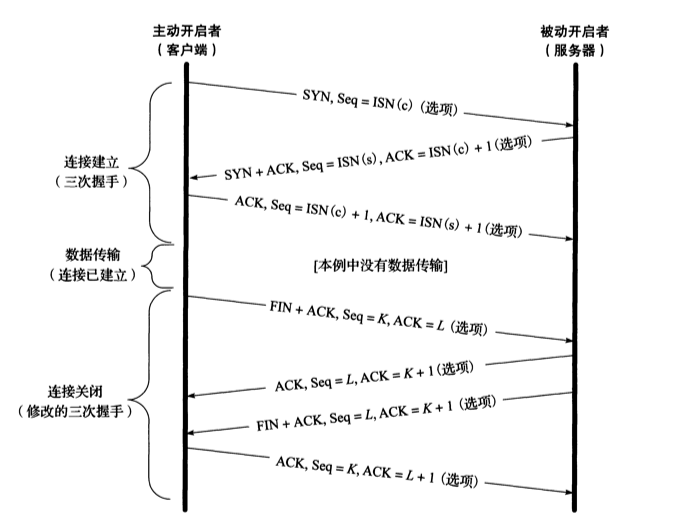 主动开启者
（客户端）
被动开启者
（服务器）
SYN, Seq = ISN(c) (选项)
SYN + ACK, Seq = ISN(s), ACK = ISN(c) + 1(选项)
连接建立
（三次握手）
ACK, Seq = ISN(c) + 1, ACK = ISN(s) + 1(选项)
数据传输
（连接已建立）
[本例中没有数据传输]
FIN + ACK, Seq = K, ACK = L (选项)
ACK, Seq = L, ACK = K + 1(选项)
连接关闭
（修改的三次握手）
FIN + ACK, Seq = L, ACK = K + 1 (选项)
ACK, Seq = K, ACK = L + 1 (选项)